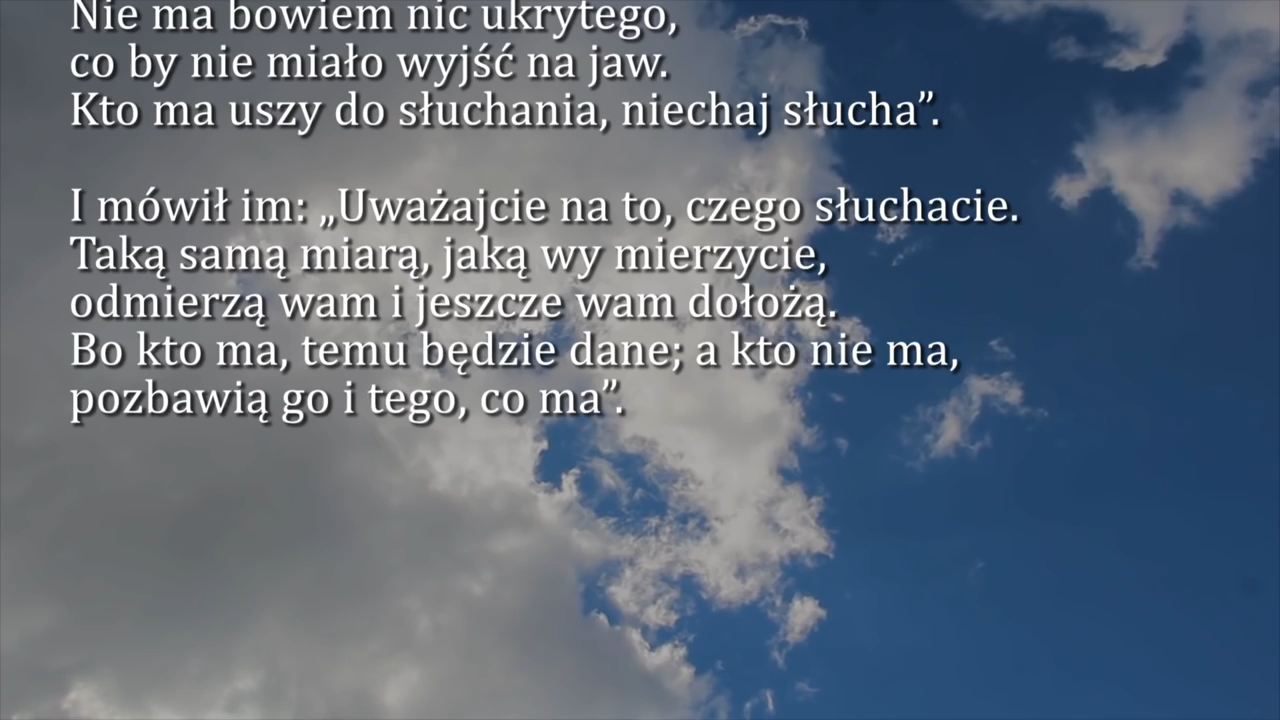 Nie ma bowiem nic ukrytego,
co by nie miało wyjść na jaw.
Kto ma uszy do słuchania, niechaj słucha”.
I mówił im: „Uważajcie na to, czego słuchacie.
Taką samą miarą, jaką wy mierzycie,
odmierzą wam i jeszcze wam dołożą.
Bo kto ma, temu będzie dane; a kto nie ma,
pozbawią go i tego, co ma”.